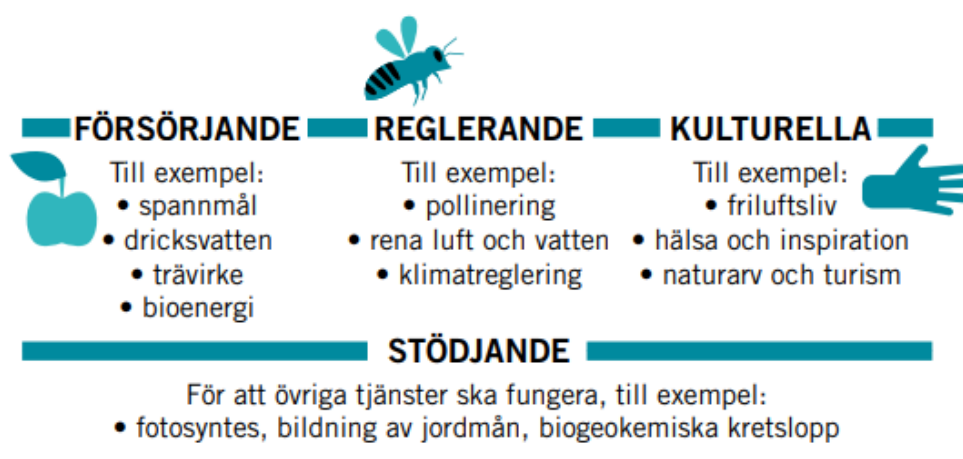 FÖRSÖRJANDE
Till exempel:
• spannmål
• dricksvatten
• trävirke
• bioenergi
REGLERANDE
Till exempel:
• pollinering
• rena luft och vatten
• klimatreglering
KULTURELLA
Till exempel:
• friluftsliv
• hälsa och inspiration
• naturarv och turism
STÖDJANDE
För att övriga tjänster ska fungera, till exempel:
• fotosyntes, bildning av jordmån, biogeokemiska kretslopp